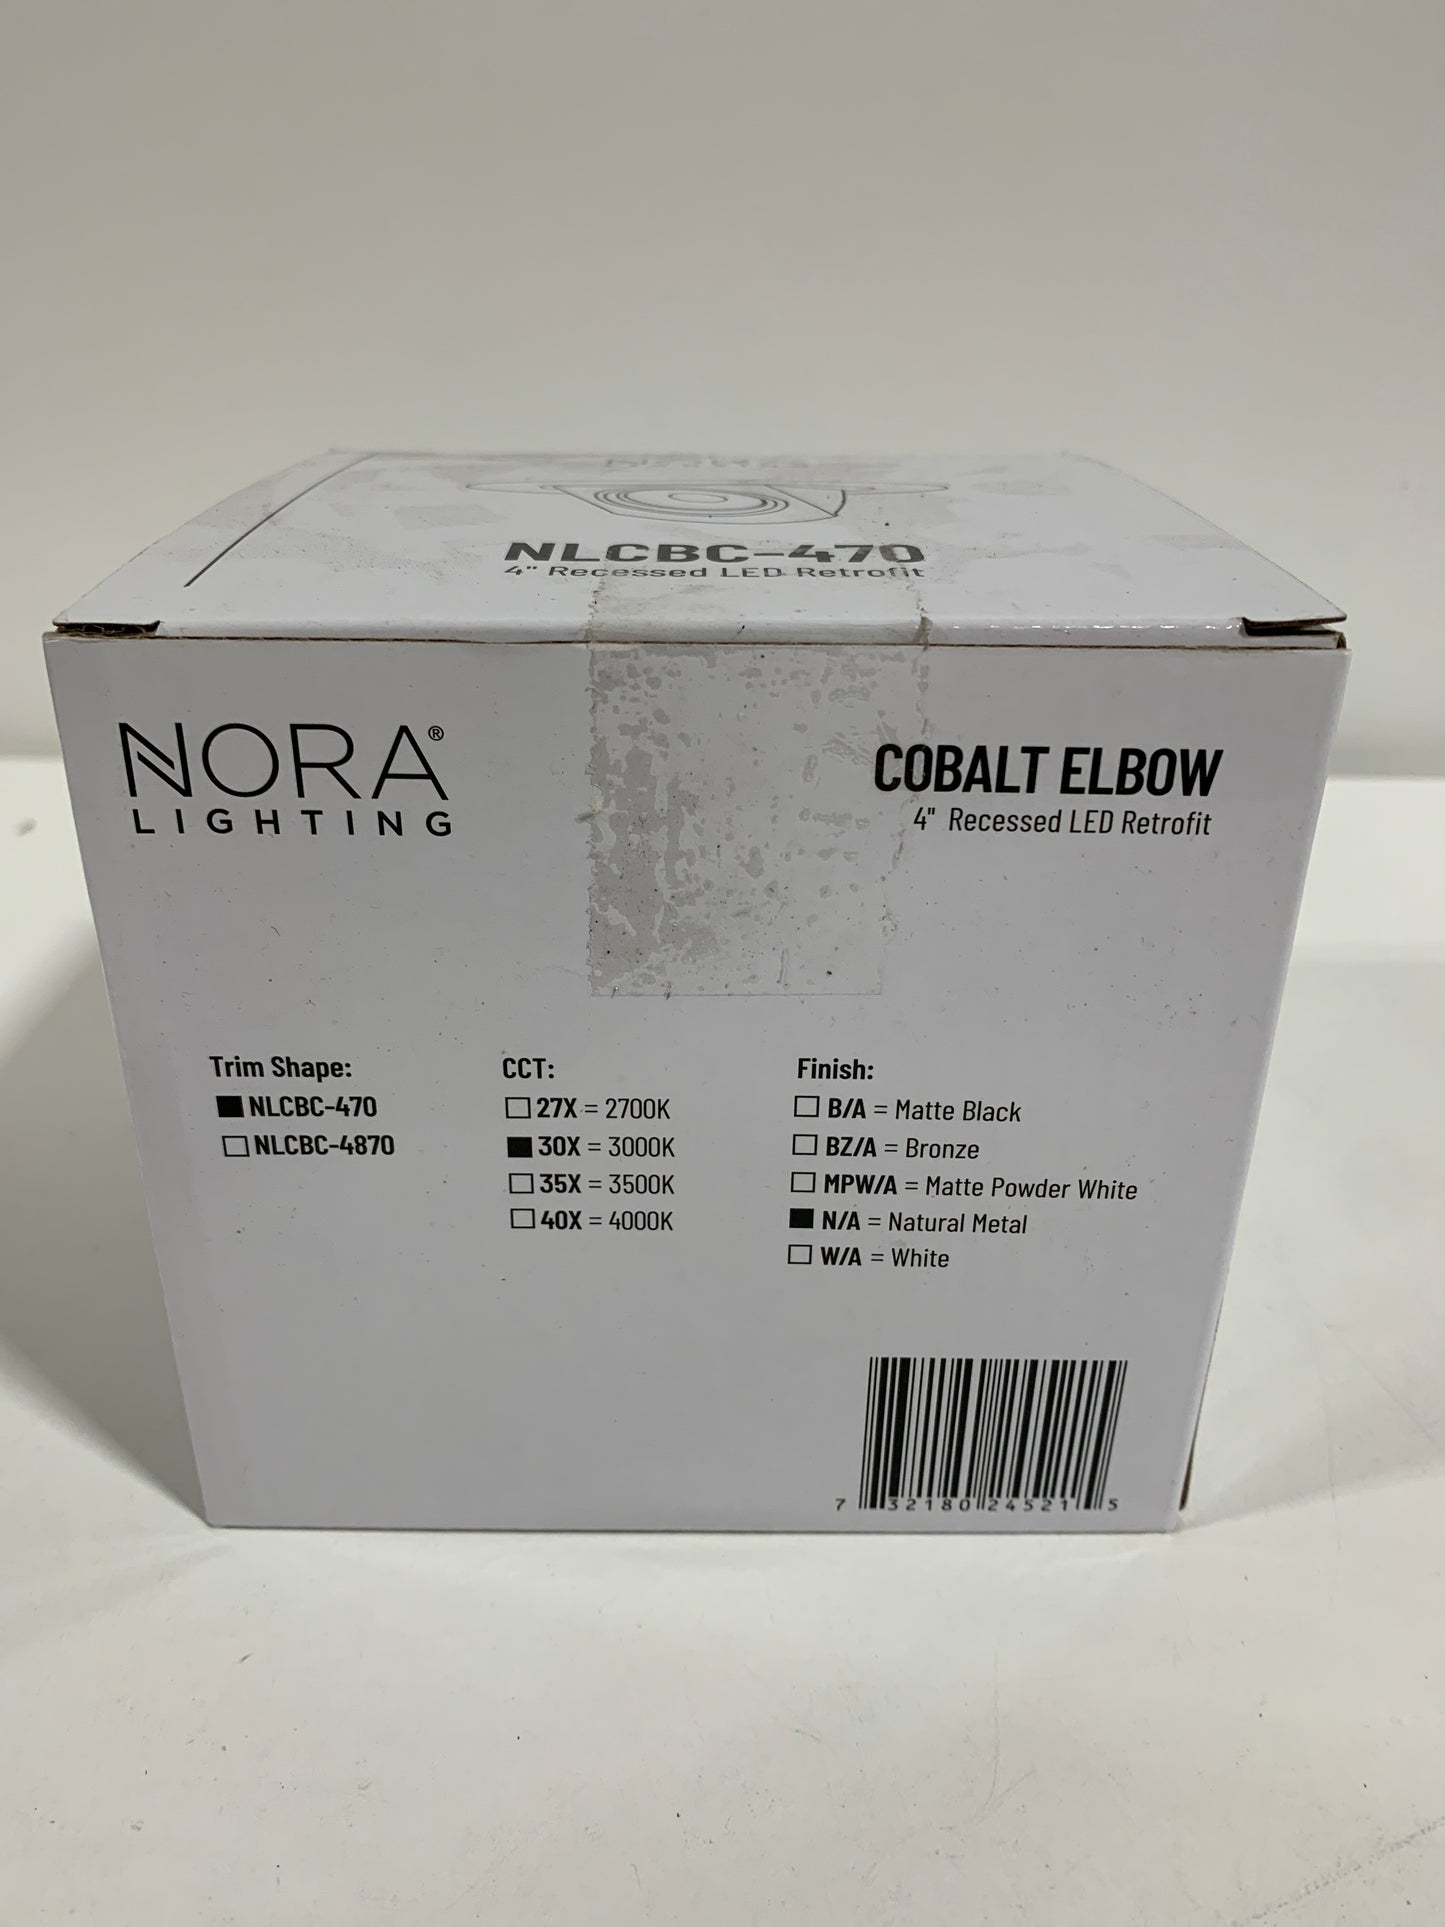 NLCBC-470
4" Recessed LED Retrofit
NORA®
LIGHTING
COBALT ELBOW
4" Recessed LED Retrofit
Trim Shape:
NLCBC-470
NLCBC-4870
CCT:
27X = 2700K
30X = 3000K
35X = 3500K
40X = 4000K
Finish:
B/A = Matte Black
BZ/A = Bronze
MPW/A = Matte Powder White
N/A = Natural Metal
W/A = White
7 32180 24521 5